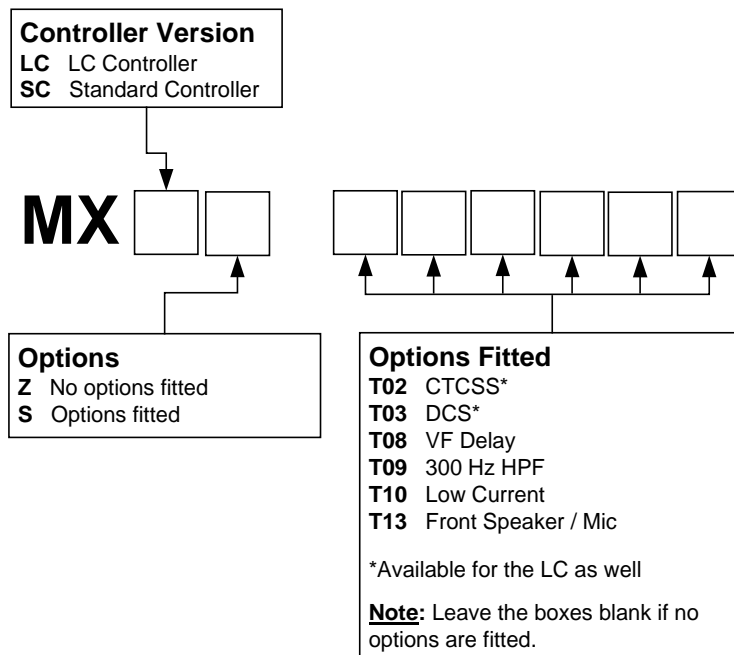 Controller Version
LC LC Controller
SC Standard Controller
MX
Options
Z No options fitted
S Options fitted
Options Fitted
T02 CTCSS*
T03 DCS*
T08 VF Delay
T09 300 Hz HPF
T10 Low Current
T13 Front Speaker / Mic
*Available for the LC as well
Note: Leave the boxes blank if no
options are fitted.